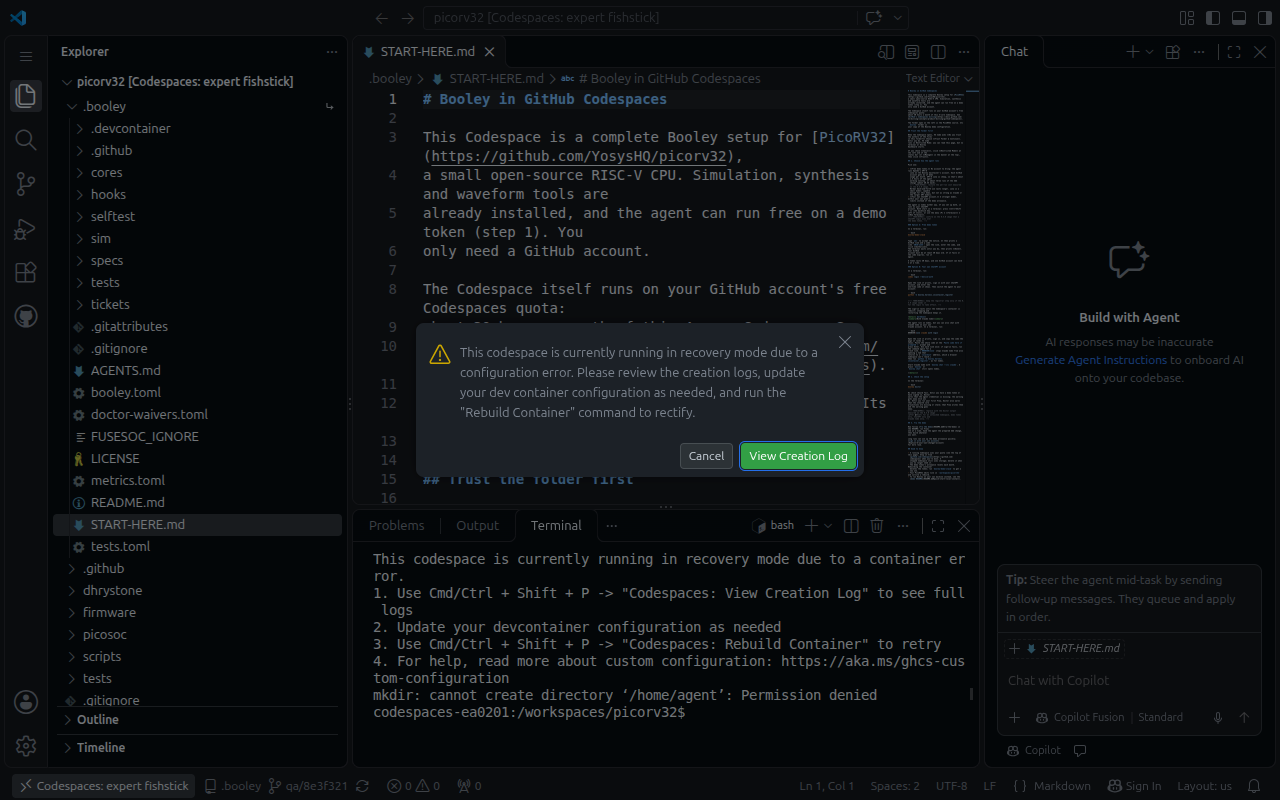 picorv32 [Codespaces: expert fishstick]
Explorer
picorv32 [Codespaces: expert fishstick]
.booley
.devcontainer
.github
cores
hooks
selftest
sim
specs
tests
tickets
.gitattributes
.gitignore
AGENTS.md
booley.toml
doctor-waivers.toml
FUSESOC_IGNORE
LICENSE
metrics.toml
README.md
START-HERE.md
tests.toml
.github
dhrystone
firmware
picosoc
scripts
tests
.gitignore
Outline
Timeline
START-HERE.md
.booley > START-HERE.md > abc # Booley in GitHub Codespaces
Text Editor
1 # Booley in GitHub Codespaces
2
3 This Codespace is a complete Booley setup for [PicoRV32]
(https://github.com/YosysHQ/picorv32),
4 a small open-source RISC-V CPU. Simulation, synthesis
and waveform tools are
5 already installed, and the agent can run free on a demo
token (step 1). You
6 only need a GitHub account.
7
8 The Codespace itself runs on your GitHub account's free
Codespaces quota:
9
10
11
12 Its
13
14
15 ## Trust the folder first
16
This codespace is currently running in recovery mode due to a
configuration error. Please review the creation logs, update
your dev container configuration as needed, and run the
"Rebuild Container" command to rectify.
Cancel
View Creation Log
Problems
Output
Terminal
bash
This codespace is currently running in recovery mode due to a container er
ror.
1. Use Cmd/Ctrl + Shift + P -> "Codespaces: View Creation Log" to see full
logs
2. Update your devcontainer configuration as needed
3. Use Cmd/Ctrl + Shift + P -> "Codespaces: Rebuild Container" to retry
4. For help, read more about custom configuration: https://aka.ms/ghcs-cus
tom-configuration
mkdir: cannot create directory ‘/home/agent’: Permission denied
codespaces-ea0201:/workspaces/picorv32$
Chat
Build with Agent
AI responses may be inaccurate
Generate Agent Instructions to onboard AI
onto your codebase.
Tip: Steer the agent mid-task by sending
follow-up messages. They queue and apply
in order.
START-HERE.md
Chat with Copilot
Copilot Fusion | Standard
Copilot
Codespaces: expert fishstick
.booley
qa/8e3f321
0
0
0
Ln 1, Col 1
Spaces: 2
UTF-8
LF
{ } Markdown
Sign In
Layout: us